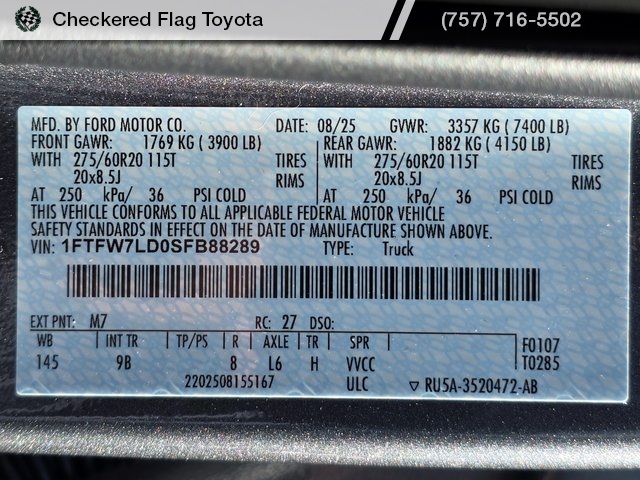 Checkered Flag Toyota (757) 716-5502
MFD. BY FORD MOTOR CO. DATE: 08/25 GVWR: 3357 KG ( 7400 LB)
FRONT GAWR: 1769 KG ( 3900 LB) REAR GAWR: 1882 KG ( 4150 LB)
WITH 275/60R20 115T TIRES WITH 275/60R20 115T TIRES
20x8.5J RIMS 20x8.5J RIMS
AT 250 kPa/ 36 PSI COLD AT 250 kPa/ 36 PSI COLD
THIS VEHICLE CONFORMS TO ALL APPLICABLE FEDERAL MOTOR VEHICLE
SAFETY STANDARDS IN EFFECT ON THE DATE OF MANUFACTURE SHOWN ABOVE.
VIN: 1FTFW7LD0SFB88289 TYPE: Truck
EXT PNT: M7 RC: 27 DSO:
WB INT TR TP/PS R AXLE TR SPR F0107
145 9B 8 L6 H VVCC T0285
2202508155167 ULC ▽ RU5A-3520472-AB